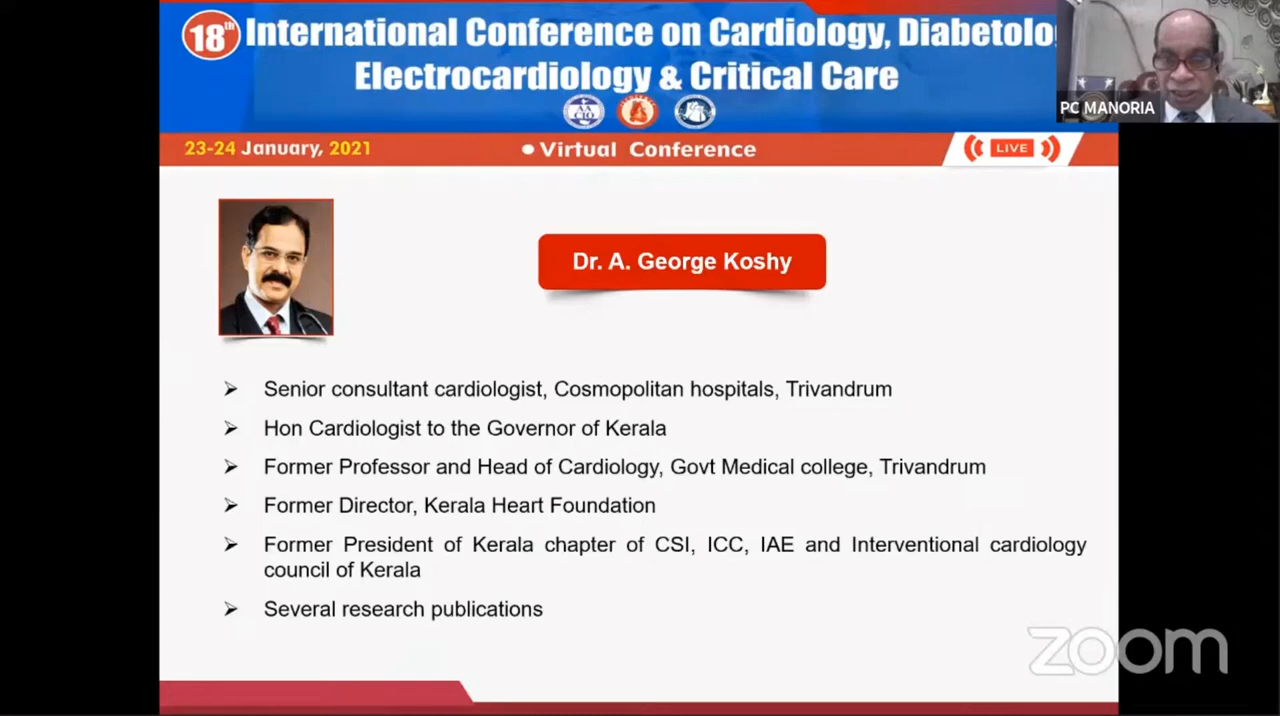 18th International Conference on Cardiology, Diabetolo
Electrocardiology & Critical Care
PC MANORIA
23-24 January, 2021
● Virtual Conference
LIVE
Dr. A. George Koshy
➢ Senior consultant cardiologist, Cosmopolitan hospitals, Trivandrum
➢ Hon Cardiologist to the Governor of Kerala
➢ Former Professor and Head of Cardiology, Govt Medical college, Trivandrum
➢ Former Director, Kerala Heart Foundation
➢ Former President of Kerala chapter of CSI, ICC, IAE and Interventional cardiology
council of Kerala
➢ Several research publications
zoom